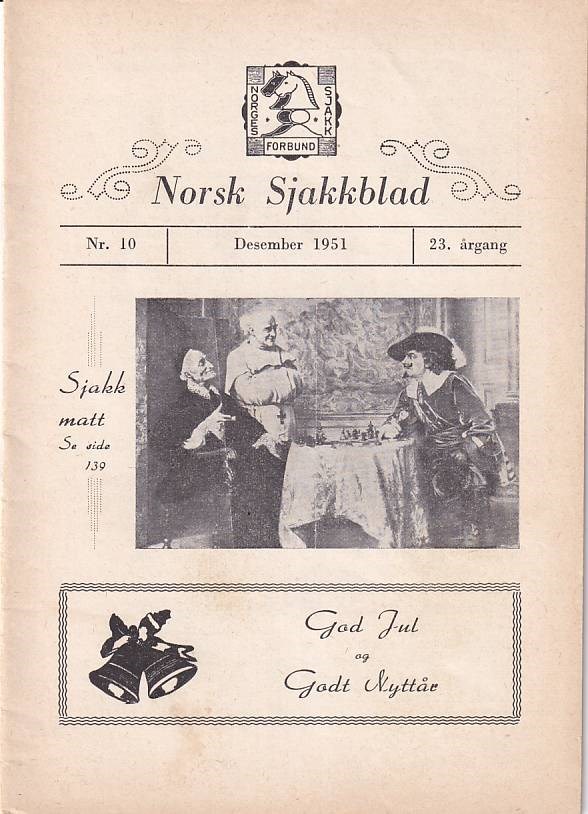 NORGES
SJAKK
FORBUND
Norsk Sjakkblad
Nr. 10
Desember 1951
23. årgang
Sjakk
matt
Se side
139
God Jul
og
Godt Nyttår